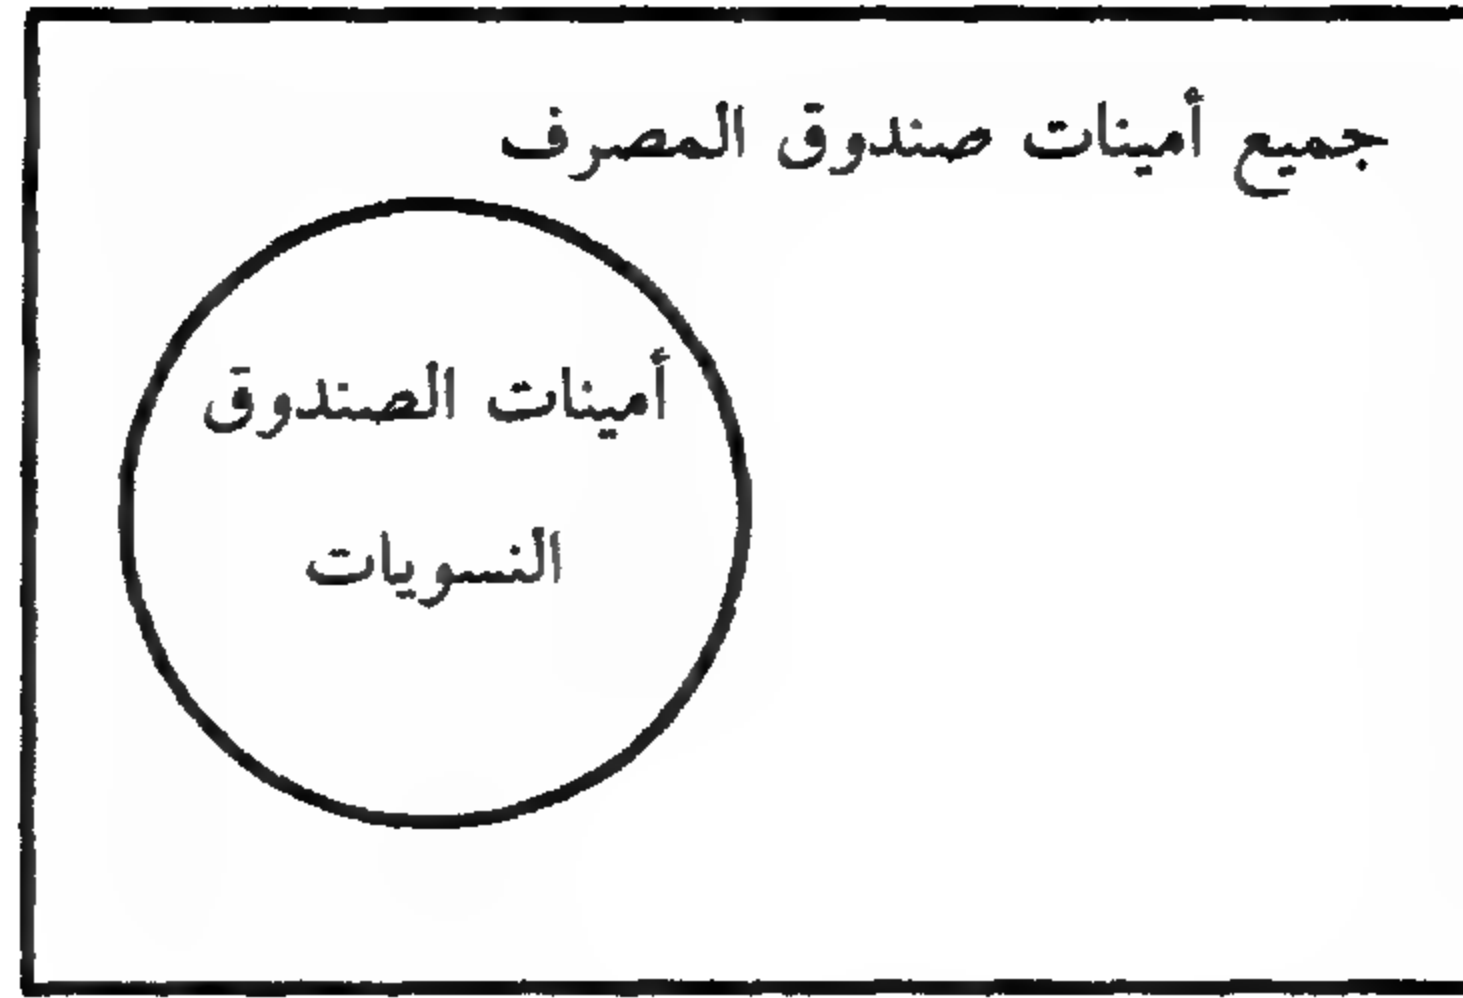 جميع أمينات صندوق المصرف
أمينات الصندوق
النسويات